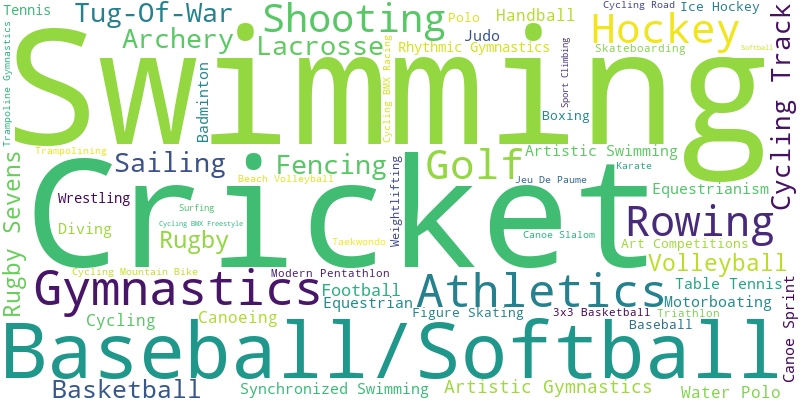 Tennis
Tug-Of-War
Shooting
Polo
Handball
Cycling Road
Ice Hockey
Archery
Lacrosse
Judo
Hockey
Rhythmic Gymnastics
Skateboarding
Softball
Trampoline Gymnastics
Swimming
Badminton
Cycling BMX Racing
Sport Climbing
Cycling Track
Boxing
Trampolining
Sailing
Fencing
Golf
Artistic Swimming
Karate
Cricket
Beach Volleyball
Weightlifting
Jeu De Paume
Equestrianism
Rugby Sevens
Wrestling
Surfing
Diving
Cycling BMX Freestyle
Rugby
Taekwondo
Canoe Slalom
Rowing
Art Competitions
Volleyball
Cycling Mountain Bike
Modern Pentathlon
Gymnastics
Football
Athletics
Table Tennis
Equestrian
Motorboating
Figure Skating
3x3 Basketball
Triathlon
Canoe Sprint
Cycling
Canoeing
Baseball
Baseball/Softball
Basketball
Synchronized Swimming
Artistic Gymnastics
Water Polo